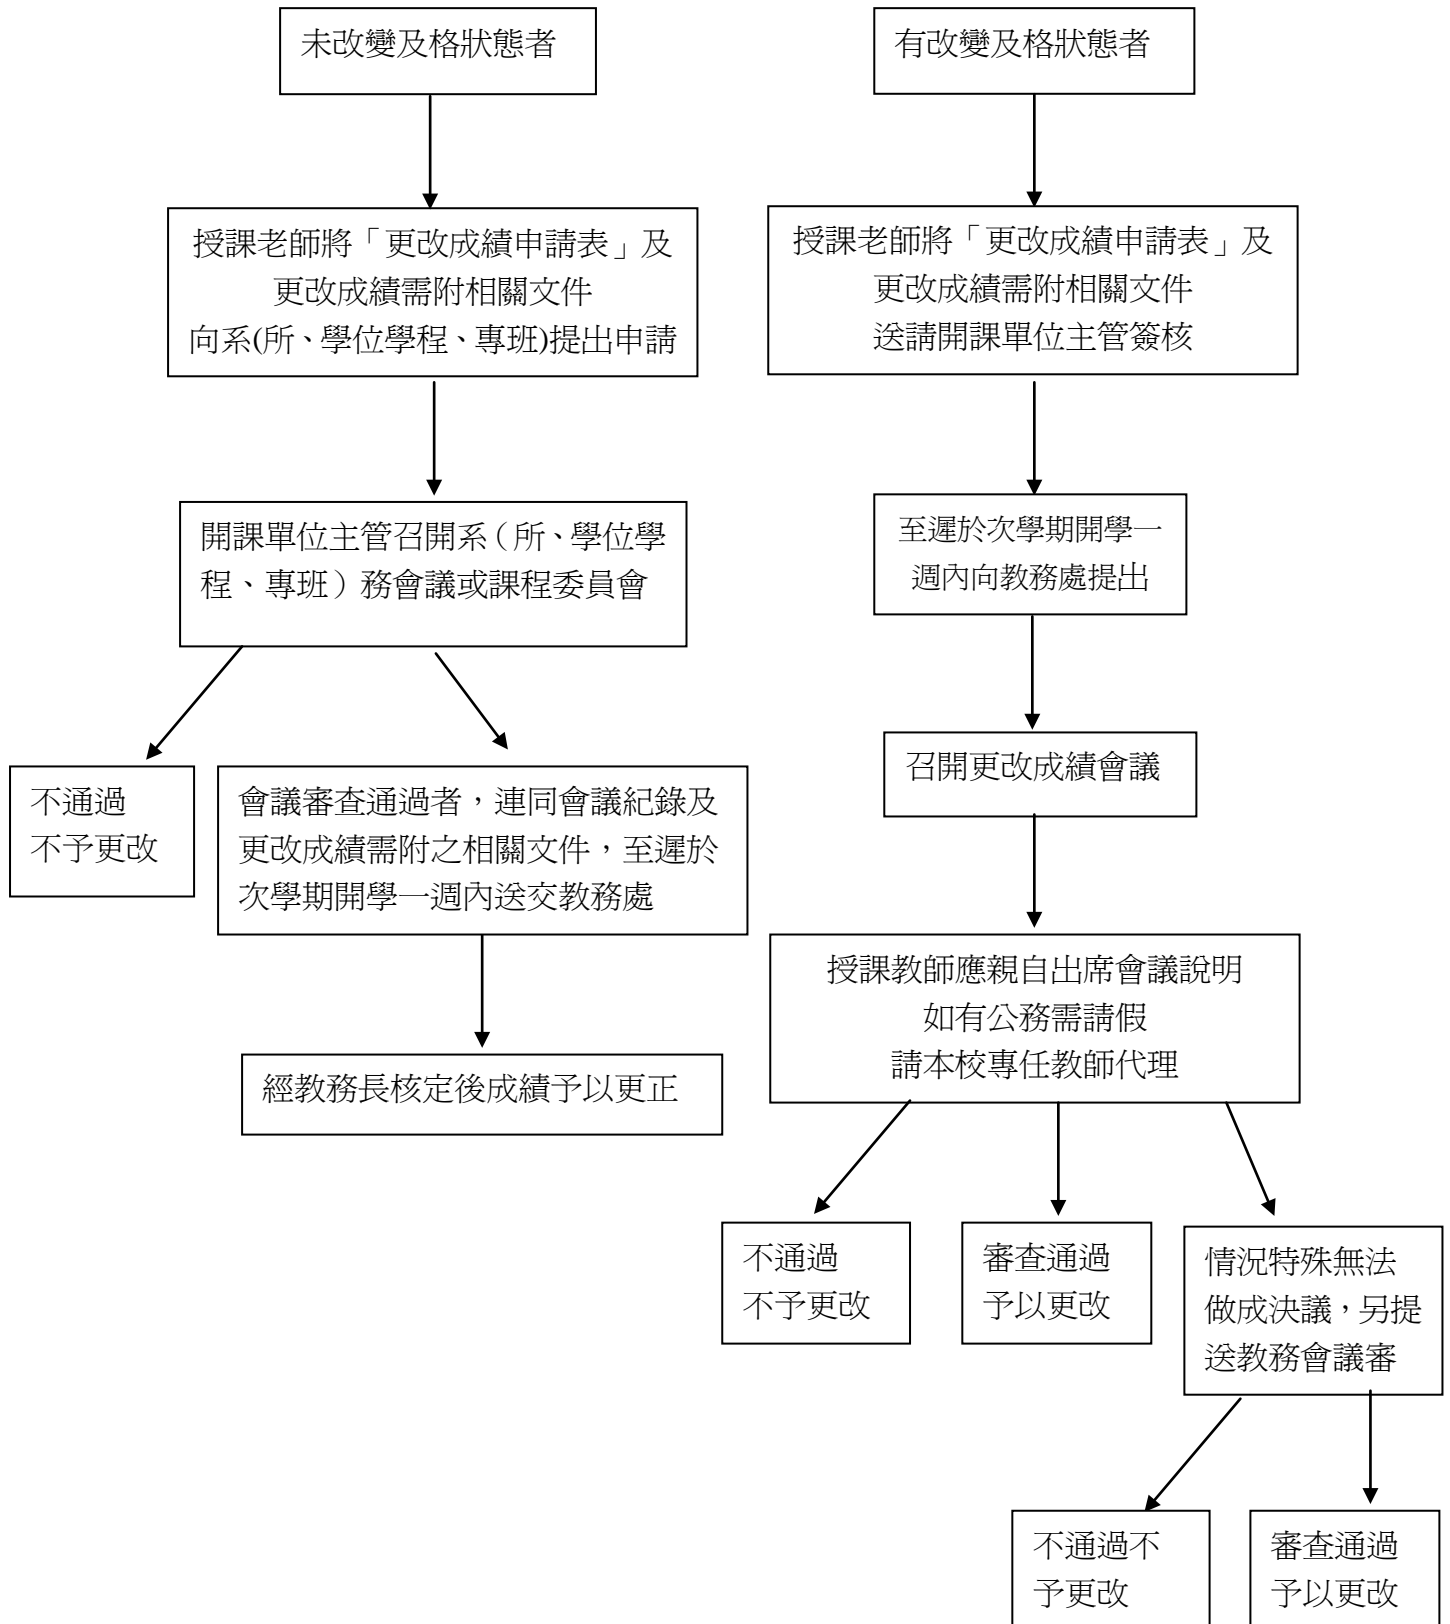 未改變及格狀態者
有改變及格狀態者
授課老師將「更改成績申請表」及
更改成績需附相關文件
向系(所、學位學程、專班)提出申請
授課老師將「更改成績申請表」及
更改成績需附相關文件
送請開課單位主管簽核
開課單位主管召開系（所、學位學
程、專班）務會議或課程委員會
至遲於次學期開學一
週內向教務處提出
召開更改成績會議
不通過
不予更改
會議審查通過者，連同會議紀錄及
更改成績需附之相關文件，至遲於
次學期開學一週內送交教務處
授課教師應親自出席會議說明
如有公務需請假
請本校專任教師代理
經教務長核定後成績予以更正
不通過
不予更改
審查通過
予以更改
情況特殊無法
做成決議，另提
送教務會議審
不通過不
予更改
審查通過
予以更改